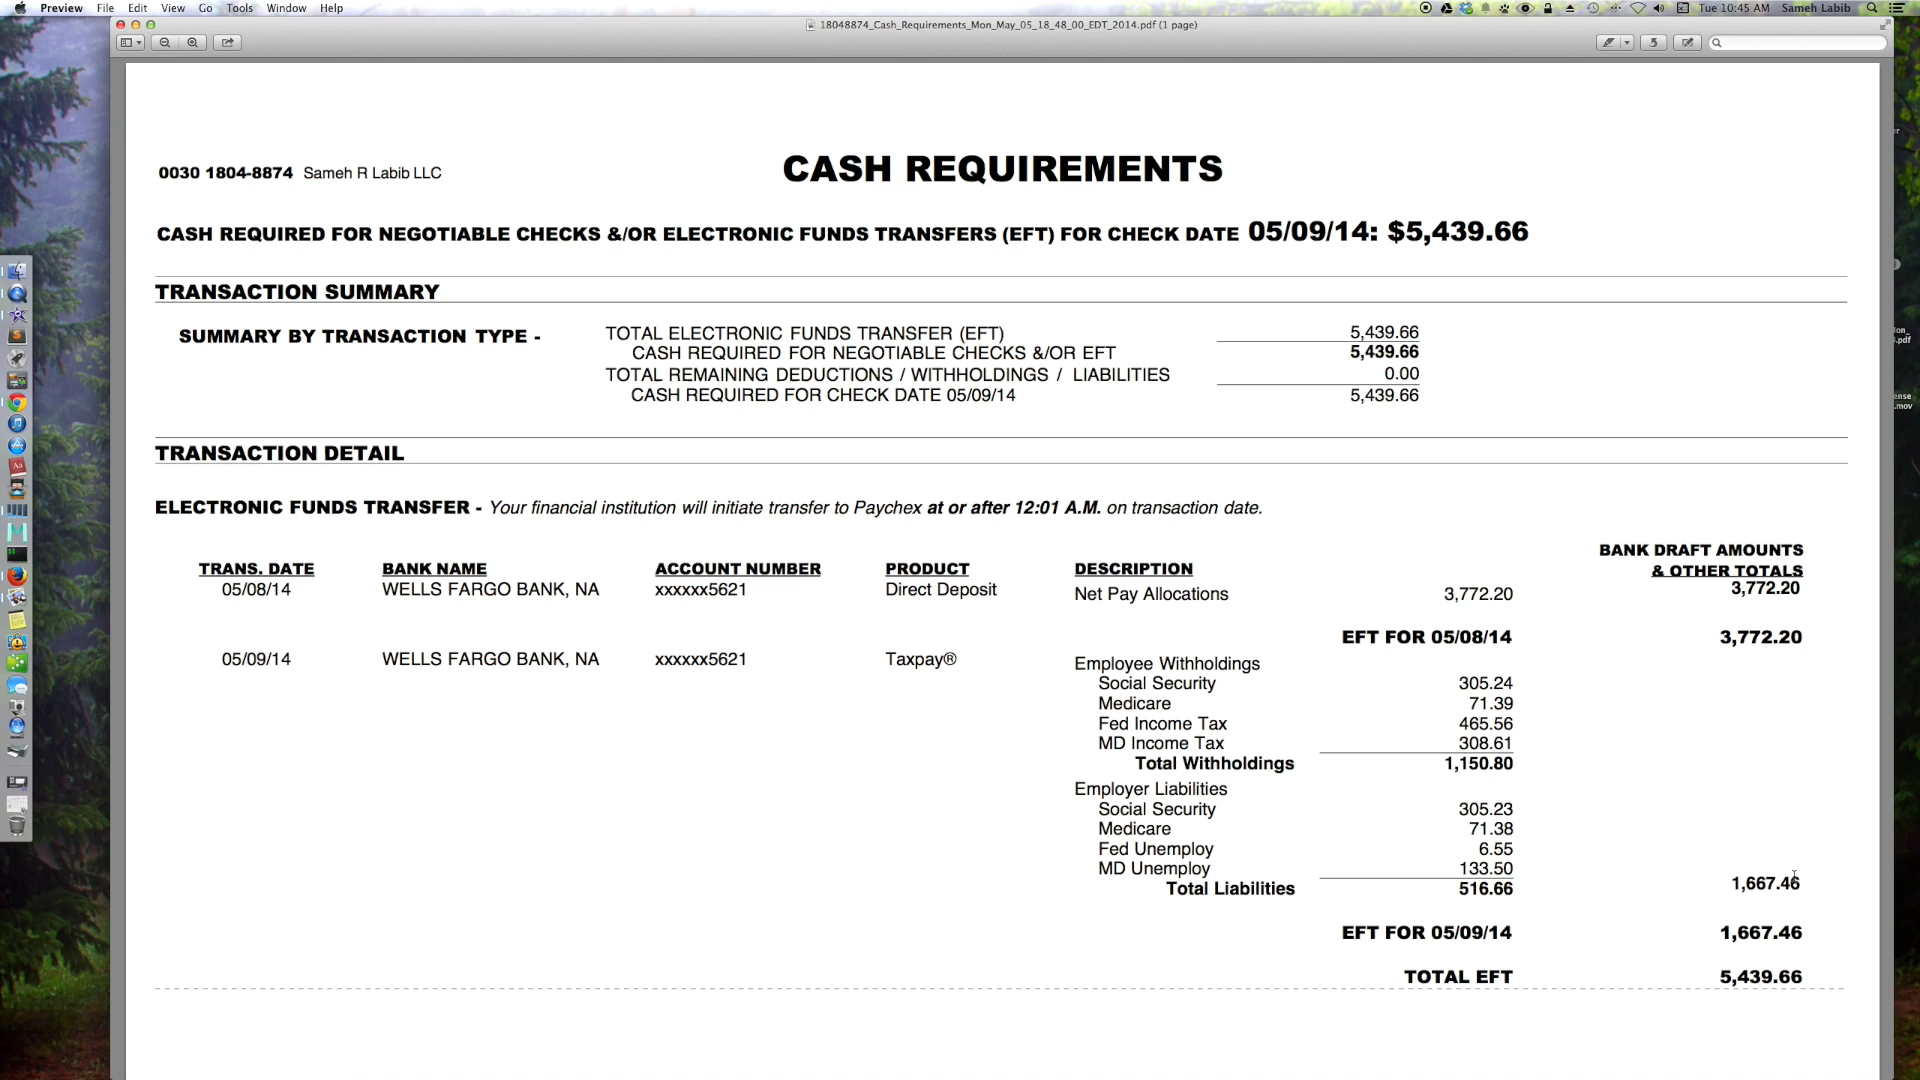 Preview File Edit View Go Tools Window Help Tue 10:45 AM Sameh Labib
18048874_Cash_Requirements_Mon_May_05_18_48_00_EDT_2014.pdf (1 page)
0030 1804-8874 Sameh R Labib LLC
CASH REQUIREMENTS
CASH REQUIRED FOR NEGOTIABLE CHECKS &/OR ELECTRONIC FUNDS TRANSFERS (EFT) FOR CHECK DATE 05/09/14: $5,439.66
TRANSACTION SUMMARY
SUMMARY BY TRANSACTION TYPE -
TOTAL ELECTRONIC FUNDS TRANSFER (EFT) 5,439.66
CASH REQUIRED FOR NEGOTIABLE CHECKS &/OR EFT 5,439.66
TOTAL REMAINING DEDUCTIONS / WITHHOLDINGS / LIABILITIES 0.00
CASH REQUIRED FOR CHECK DATE 05/09/14 5,439.66
TRANSACTION DETAIL
ELECTRONIC FUNDS TRANSFER - Your financial institution will initiate transfer to Paychex at or after 12:01 A.M. on transaction date.
BANK DRAFT AMOUNTS
TRANS. DATE BANK NAME ACCOUNT NUMBER PRODUCT DESCRIPTION & OTHER TOTALS
05/08/14 WELLS FARGO BANK, NA xxxxxx5621 Direct Deposit Net Pay Allocations 3,772.20 3,772.20
EFT FOR 05/08/14 3,772.20
05/09/14 WELLS FARGO BANK, NA xxxxxx5621 Taxpay® Employee Withholdings
Social Security 305.24
Medicare 71.39
Fed Income Tax 465.56
MD Income Tax 308.61
Total Withholdings 1,150.80
Employer Liabilities
Social Security 305.23
Medicare 71.38
Fed Unemploy 6.55
MD Unemploy 133.50
Total Liabilities 516.66 1,667.46
EFT FOR 05/09/14 1,667.46
TOTAL EFT 5,439.66